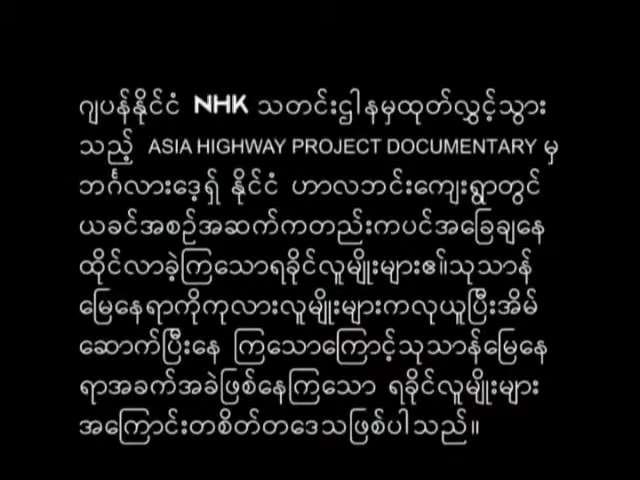 ဂျပန်နိုင်ငံ NHK သတင်းဌါနမှထုတ်လွှင့်သွား
သည့် ASIA HIGHWAY PROJECT DOCUMENTARY မှ
ဘင်္ဂလားဒေ့ရှ် နိုင်ငံ ဟာလဘင်းကျေးရွာတွင်
ယခင်အစဉ်အဆက်ကတည်းကပင်အခြေချနေ
ထိုင်လာခဲ့ကြသောရခိုင်လူမျိုးများ၏သုသာန်
မြေနေရာကိုကုလားလူမျိုးများကလုယူပြီးအိမ်
ဆောက်ပြီးနေ ကြသောကြောင့်သုသာန်မြေနေ
ရာအခက်အခဲဖြစ်နေကြသော ရခိုင်လူမျိုးများ
အကြောင်းတစိတ်တဒေသဖြစ်ပါသည်။